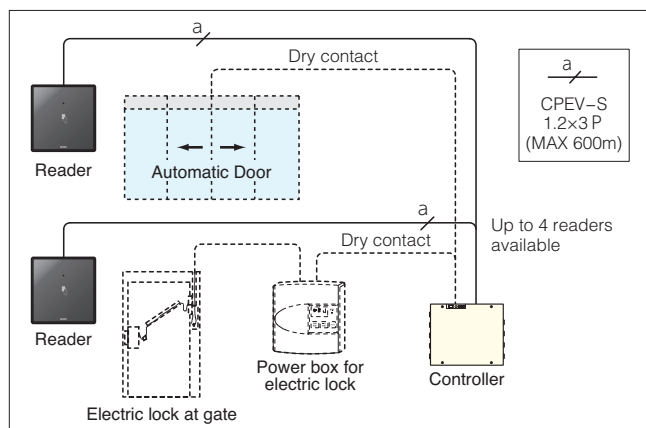 a
Dry contact
a
CPEV-S
1.2×3 P
(MAX 600m)
Reader
Automatic Door
a
Up to 4 readers
available
Dry contact
Reader
Power box for
electric lock
Controller
Electric lock at gate